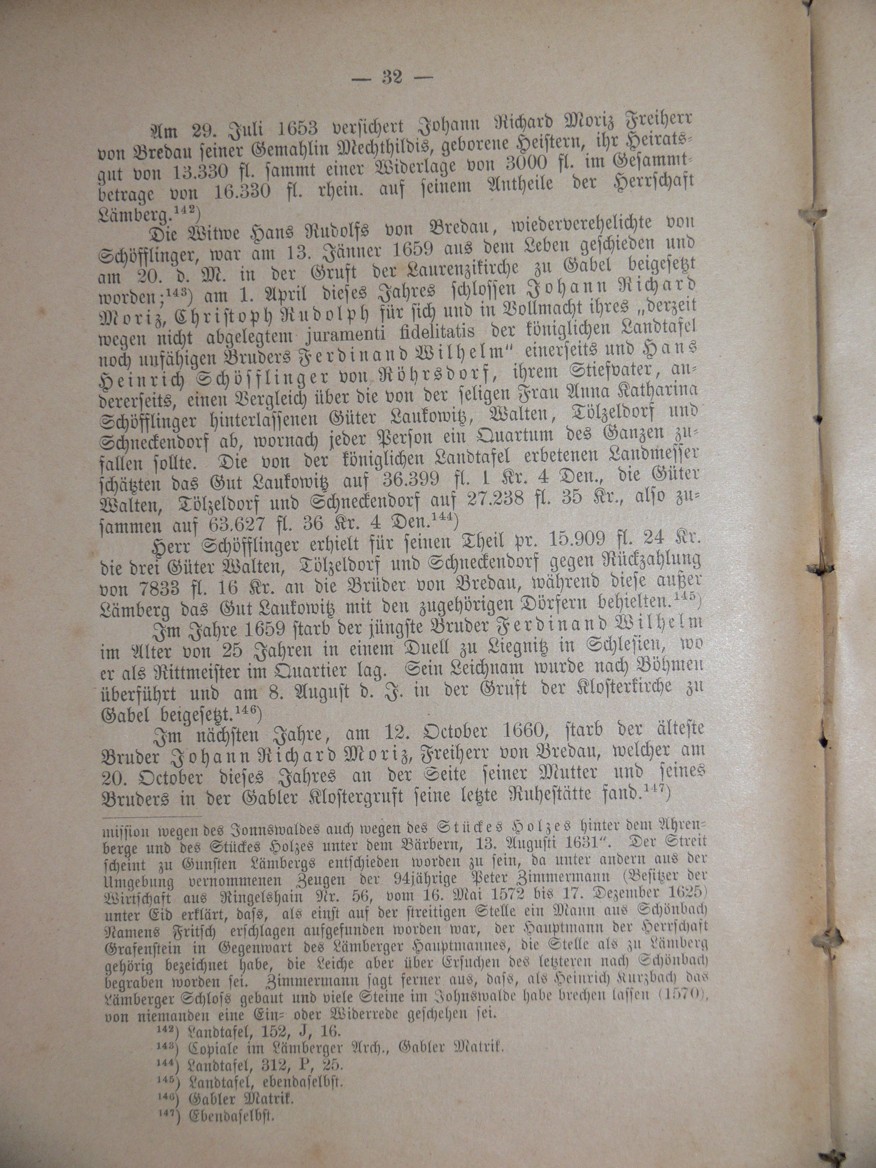 — 32 —
Am 29. Juli 1653 versichert Johann Richard Moriz Freiherr
von Bredau seiner Gemahlin Mechthildis, geborene Heistern, ihr Heirats-
gut von 13.330 fl. sammt einer Widerlage von 3000 fl. im Gesammt-
betrage von 16.330 fl. rhein. auf seinem Antheile der Herrschaft
Lämberg.¹⁴²)
Die Witwe Hans Rudolfs von Bredau, wiederverehelichte von
Schöfflinger, war am 13. Jänner 1659 aus dem Leben geschieden und
am 20. d. M. in der Gruft der Laurenzikirche zu Gabel beigesetzt
worden;¹⁴³) am 1. April dieses Jahres schlossen Johann Richard
Moriz, Christoph Rudolph für sich und in Vollmacht ihres „derzeit
wegen nicht abgelegtem juramenti fidelitatis der königlichen Landtafel
noch unfähigen Bruders Ferdinand Wilhelm“ einerseits und Hans
Heinrich Schöfflinger von Röhrsdorf, ihrem Stiefvater, an-
dererseits, einen Vergleich über die von der seligen Frau Anna Katharina
Schöfflinger hinterlassenen Güter Laukowitz, Walten, Tölzeldorf und
Schneckendorf ab, wornach jeder Person ein Quartum des Ganzen zu-
fallen sollte. Die von der königlichen Landtafel erbetenen Landmesser
schätzten das Gut Laukowitz auf 36.399 fl. 1 Kr. 4 Den., die Güter
Walten, Tölzeldorf und Schneckendorf auf 27.238 fl. 35 Kr., also zu-
sammen auf 63.627 fl. 36 Kr. 4 Den.¹⁴⁴)
Herr Schöfflinger erhielt für seinen Theil pr. 15.909 fl. 24 Kr.
die drei Güter Walten, Tölzeldorf und Schneckendorf gegen Rückzahlung
von 7833 fl. 16 Kr. an die Brüder von Bredau, während diese außer
Lämberg das Gut Laukowitz mit den zugehörigen Dörfern behielten.¹⁴⁵)
Im Jahre 1659 starb der jüngste Bruder Ferdinand Wilhelm
im Alter von 25 Jahren in einem Duell zu Liegnitz in Schlesien, wo
er als Rittmeister im Quartier lag. Sein Leichnam wurde nach Böhmen
überführt und am 8. August d. J. in der Gruft der Klosterkirche zu
Gabel beigesetzt.¹⁴⁶)
Im nächsten Jahre, am 12. October 1660, starb der älteste
Bruder Johann Richard Moriz, Freiherr von Bredau, welcher am
20. October dieses Jahres an der Seite seiner Mutter und seines
Bruders in der Gabler Klostergruft seine letzte Ruhestätte fand.¹⁴⁷)
mission wegen des Jonnswaldes auch wegen des Stückes Holzes hinter dem Ahren-
berge und des Stückes Holzes unter dem Bärbern, 13. Augusti 1631“. Der Streit
scheint zu Gunsten Lämbergs entschieden worden zu sein, da unter andern aus der
Umgebung vernommenen Zeugen der 94jährige Peter Zimmermann (Besitzer der
Wirtschaft aus Ringelshain Nr. 56, vom 16. Mai 1572 bis 17. Dezember 1625)
unter Eid erklärt, dass, als einst auf der streitigen Stelle ein Mann aus Schönbach
Namens Fritsch erschlagen aufgefunden worden war, der Hauptmann der Herrschaft
Grafenstein in Gegenwart des Lämberger Hauptmannes, die Stelle als zu Lämberg
gehörig bezeichnet habe, die Leiche aber über Ersuchen des letzteren nach Schönbach
begraben worden sei. Zimmermann sagt ferner aus, dass, als Heinrich Kurzbach das
Lämberger Schloss gebaut und viele Steine im Johnswalde habe brechen lassen (1570),
von niemanden eine Ein- oder Widerrede geschehen sei.
¹⁴²) Landtafel, 152, J, 16.
¹⁴³) Copiale im Lämberger Arch., Gabler Matrik.
¹⁴⁴) Landtafel, 312, P, 25.
¹⁴⁵) Landtafel, ebendaselbst.
¹⁴⁶) Gabler Matrik.
¹⁴⁷) Ebendaselbst.